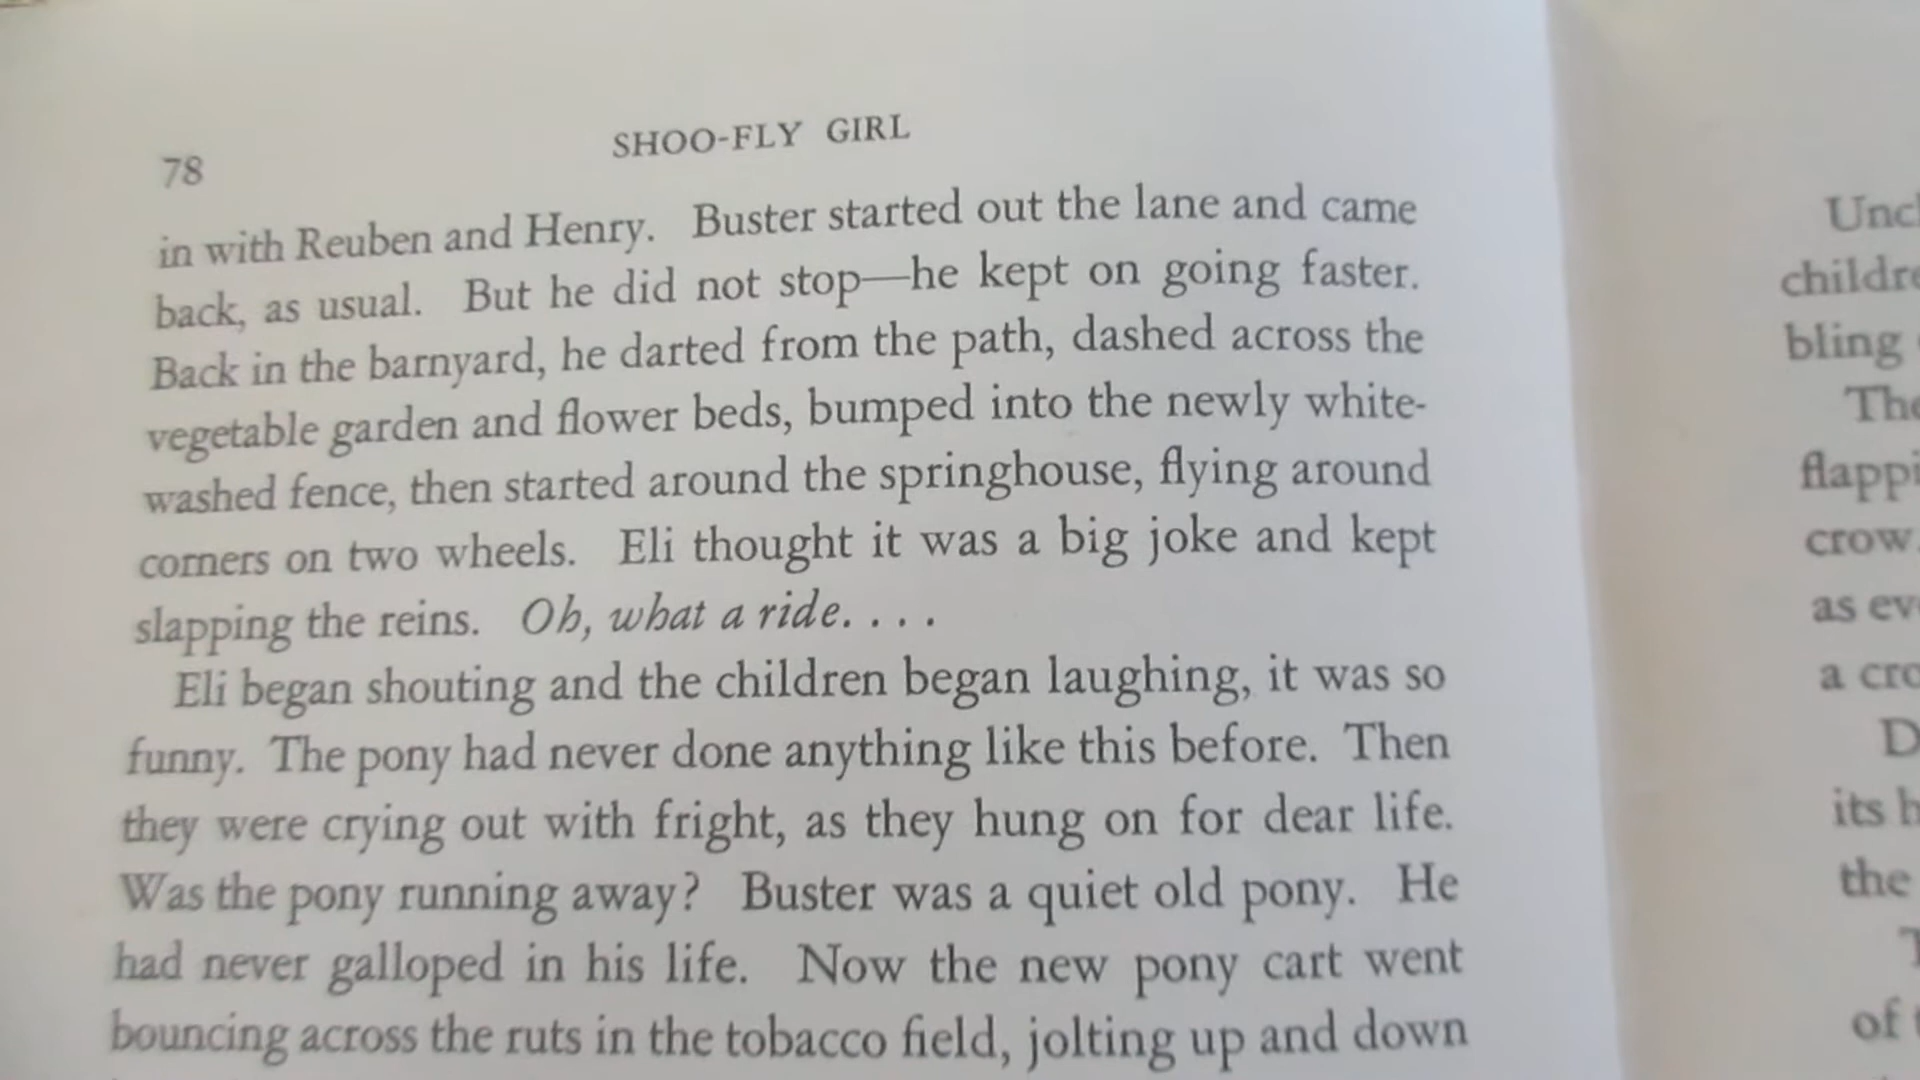 78
SHOO-FLY GIRL
in with Reuben and Henry. Buster started out the lane and came
back, as usual. But he did not stop—he kept on going faster.
Back in the barnyard, he darted from the path, dashed across the
vegetable garden and flower beds, bumped into the newly white-
washed fence, then started around the springhouse, flying around
corners on two wheels. Eli thought it was a big joke and kept
slapping the reins. Oh, what a ride. . . .
Eli began shouting and the children began laughing, it was so
funny. The pony had never done anything like this before. Then
they were crying out with fright, as they hung on for dear life.
Was the pony running away? Buster was a quiet old pony. He
had never galloped in his life. Now the new pony cart went
bouncing across the ruts in the tobacco field, jolting up and down
bling
crow.
as
a
its
the
of